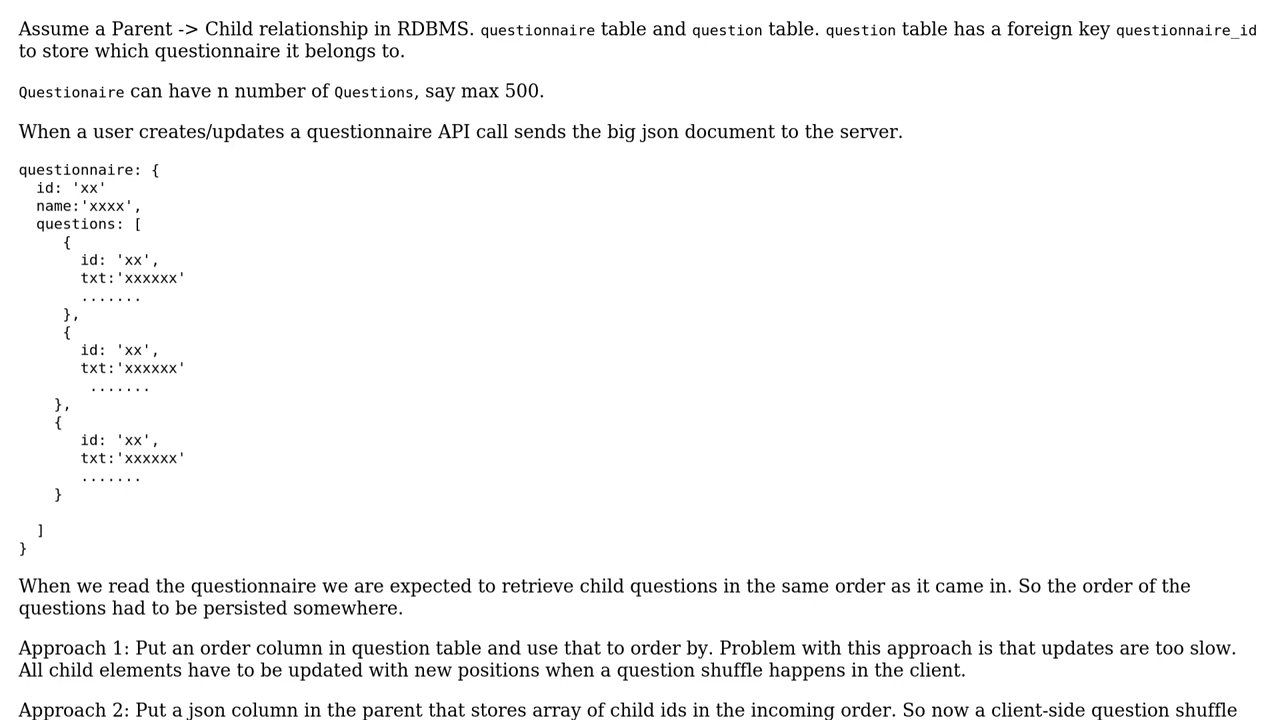 Assume a Parent -> Child relationship in RDBMS. questionnaire table and question table. question table has a foreign key questionnaire_id
to store which questionnaire it belongs to.
Questionaire can have n number of Questions, say max 500.
When a user creates/updates a questionnaire API call sends the big json document to the server.
questionnaire: {
  id: 'xx'
  name:'xxxx',
  questions: [
     {
       id: 'xx',
       txt:'xxxxxx'
       .......
     },
     {
       id: 'xx',
       txt:'xxxxxx'
        .......
    },
    {
       id: 'xx',
       txt:'xxxxxx'
       .......
    }
  ]
}
When we read the questionnaire we are expected to retrieve child questions in the same order as it came in. So the order of the
questions had to be persisted somewhere.
Approach 1: Put an order column in question table and use that to order by. Problem with this approach is that updates are too slow.
All child elements have to be updated with new positions when a question shuffle happens in the client.
Approach 2: Put a json column in the parent that stores array of child ids in the incoming order. So now a client-side question shuffle